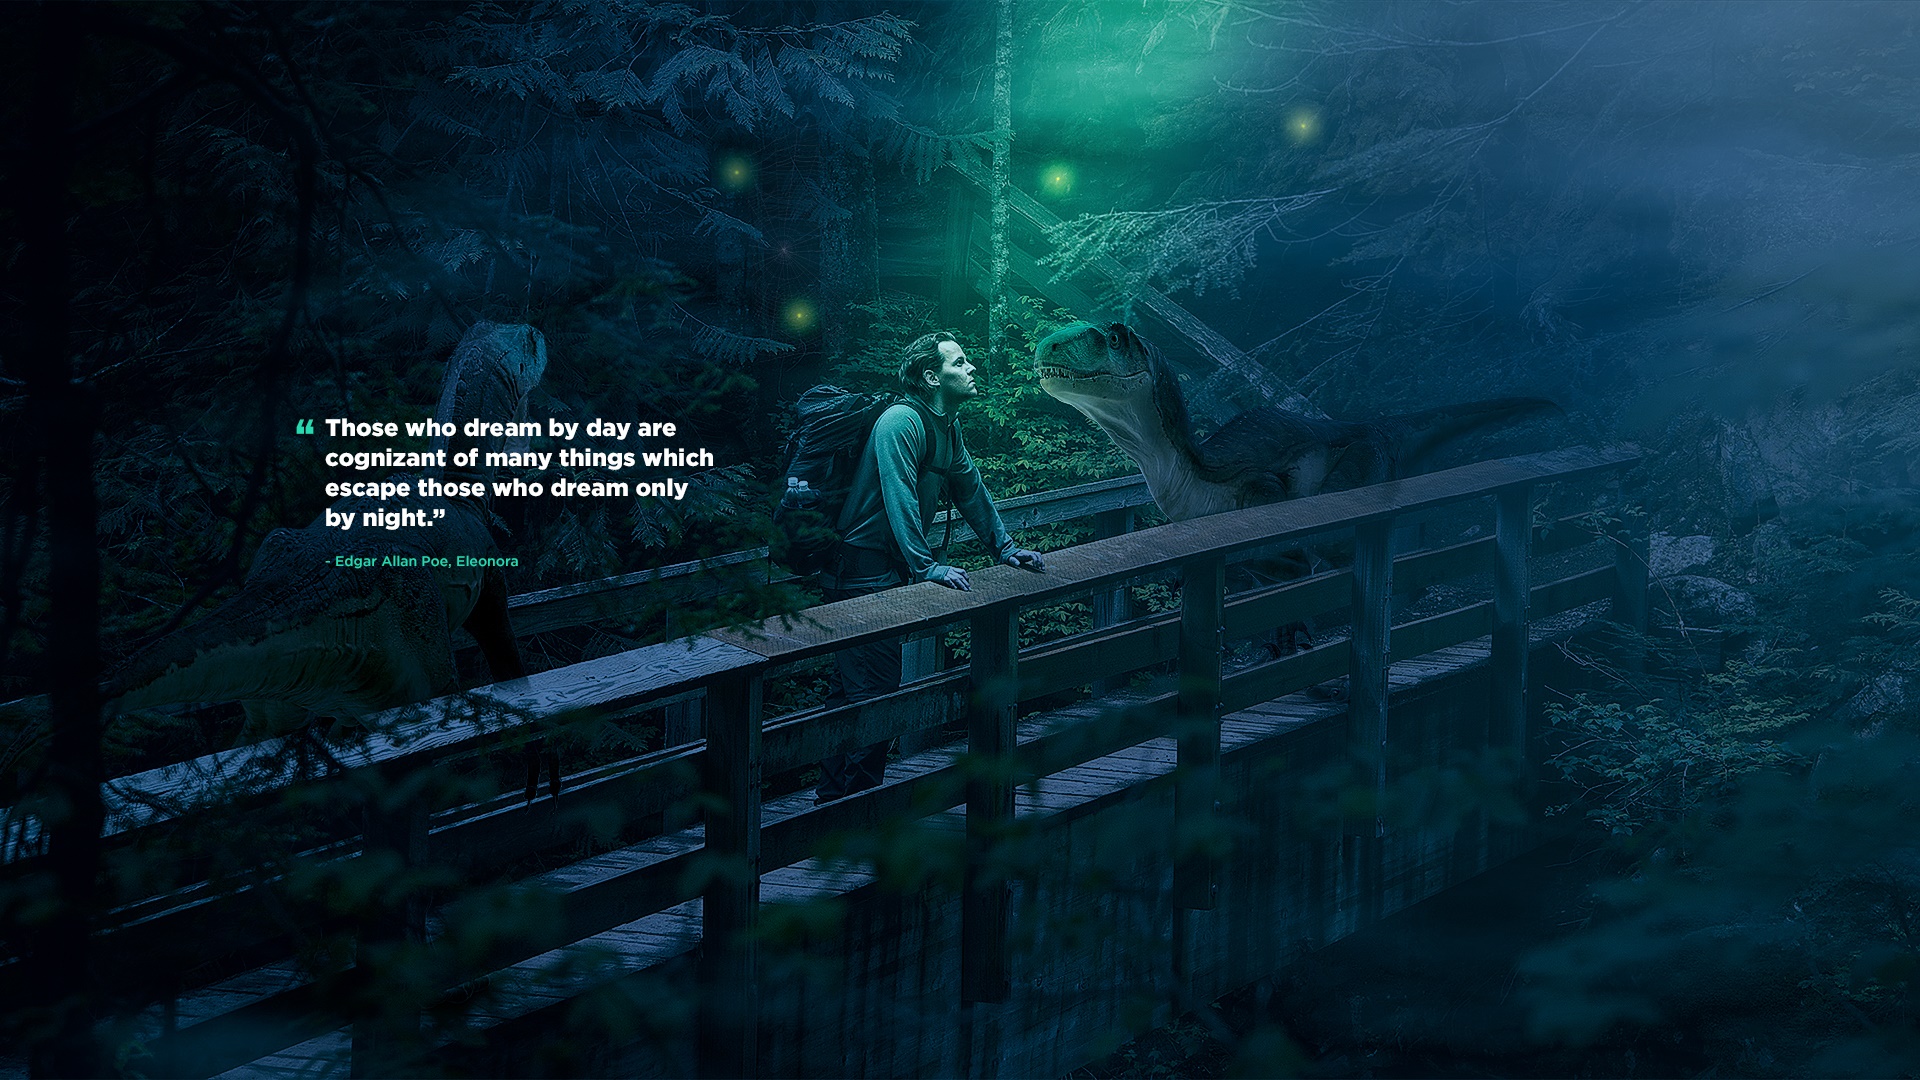 “ Those who dream by day are
cognizant of many things which
escape those who dream only
by night.”
- Edgar Allan Poe, Eleonora